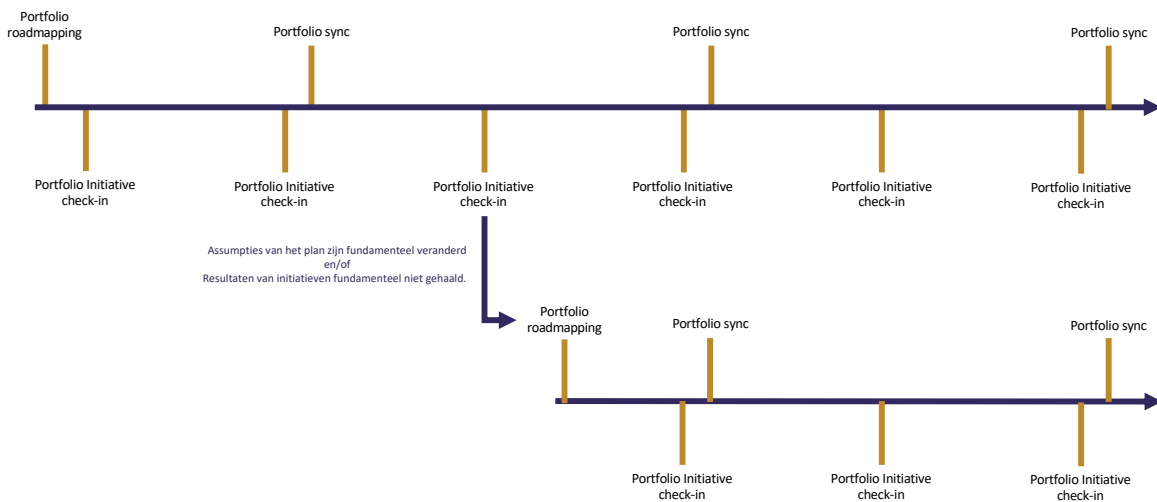 Portfolio
roadmapping
Portfolio sync
Portfolio sync
Portfolio sync
Portfolio Initiative
check-in
Portfolio Initiative
check-in
Portfolio Initiative
check-in
Portfolio Initiative
check-in
Portfolio Initiative
check-in
Portfolio Initiative
check-in
Assumpties van het plan zijn fundamenteel veranderd
en/of
Resultaten van initiatieven fundamenteel niet gehaald.
Portfolio
roadmapping
Portfolio sync
Portfolio sync
Portfolio Initiative
check-in
Portfolio Initiative
check-in
Portfolio Initiative
check-in